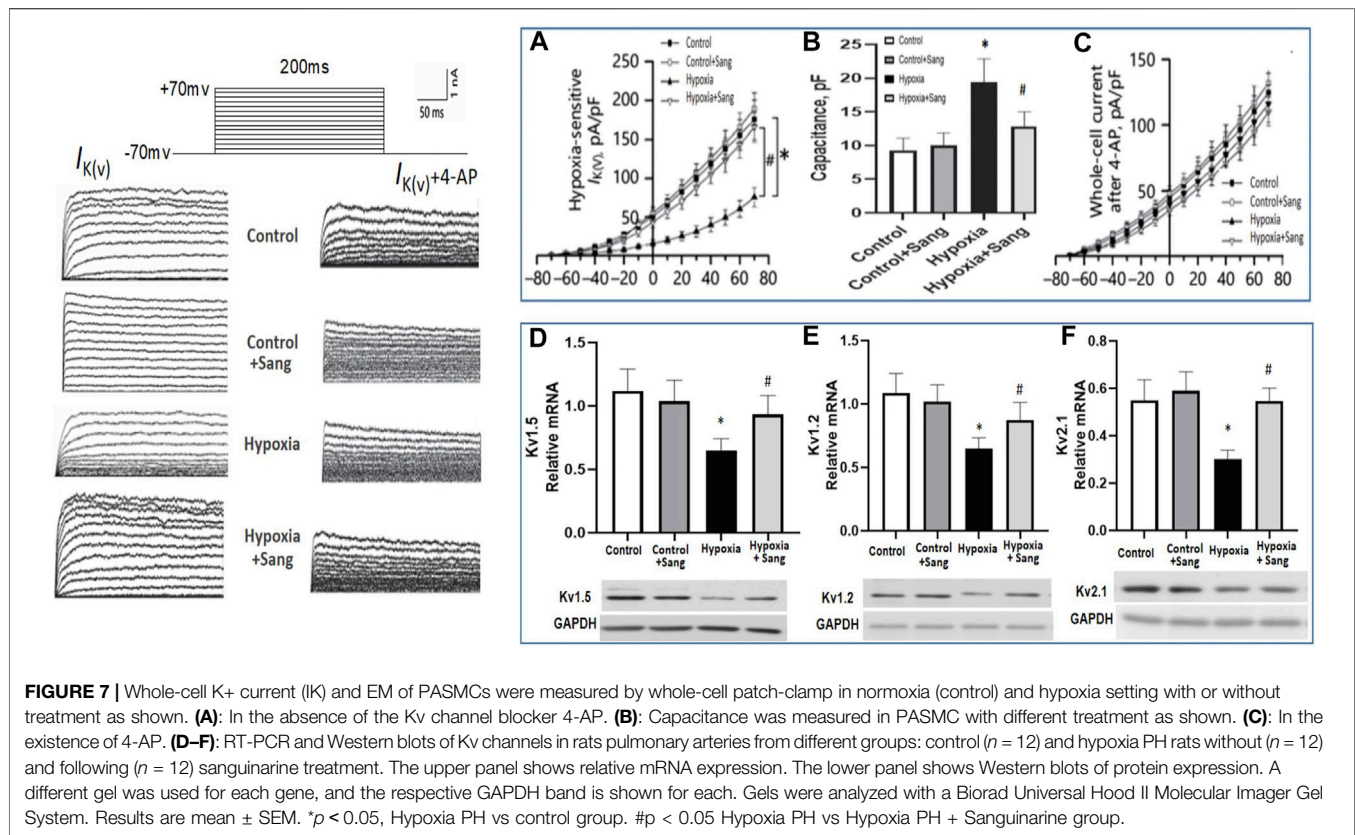 200ms
+70mv
1 nA
50 ms
-70mv
IK(v)
IK(v)+4-AP
Control
Control
+Sang
Hypoxia
Hypoxia
+Sang
A
Control
Control+Sang
Hypoxia
Hypoxia+Sang
Hypoxia-sensitive
IK(V), pA/pF
250
200
150
100
50
# *
−80 −60 −40 −20 0 20 40 60 80
B
Control
Control+Sang
Hypoxia
Hypoxia+Sang
Capacitance, pF
25
20
15
10
5
0
*
#
Control
Control+Sang
Hypoxia
Hypoxia+Sang
C
Whole-cell current
after 4-AP, pA/pF
150
100
50
Control
Control+Sang
Hypoxia
Hypoxia+Sang
−80 −60 −40 −20 0 20 40 60 80
D
Kv1.5
Relative mRNA
1.5
1.0
0.5
0.0
*
#
Control Control Hypoxia Hypoxia
+Sang + Sang
Kv1.5
GAPDH
E
Kv1.2
Relative mRNA
1.5
1.0
0.5
0.0
*
#
Control Control Hypoxia Hypoxia
+Sang + Sang
Kv1.2
GAPDH
F
Kv2.1
Relative mRNA
0.8
0.6
0.4
0.2
0.0
*
#
Control Control Hypoxia Hypoxia
+Sang + Sang
Kv2.1
GAPDH
FIGURE 7 | Whole-cell K+ current (IK) and EM of PASMCs were measured by whole-cell patch-clamp in normoxia (control) and hypoxia setting with or without
treatment as shown. (A): In the absence of the Kv channel blocker 4-AP. (B): Capacitance was measured in PASMC with different treatment as shown. (C): In the
existence of 4-AP. (D–F): RT-PCR and Western blots of Kv channels in rats pulmonary arteries from different groups: control (n = 12) and hypoxia PH rats without (n = 12)
and following (n = 12) sanguinarine treatment. The upper panel shows relative mRNA expression. The lower panel shows Western blots of protein expression. A
different gel was used for each gene, and the respective GAPDH band is shown for each. Gels were analyzed with a Biorad Universal Hood II Molecular Imager Gel
System. Results are mean ± SEM. *p < 0.05, Hypoxia PH vs control group. #p < 0.05 Hypoxia PH vs Hypoxia PH + Sanguinarine group.